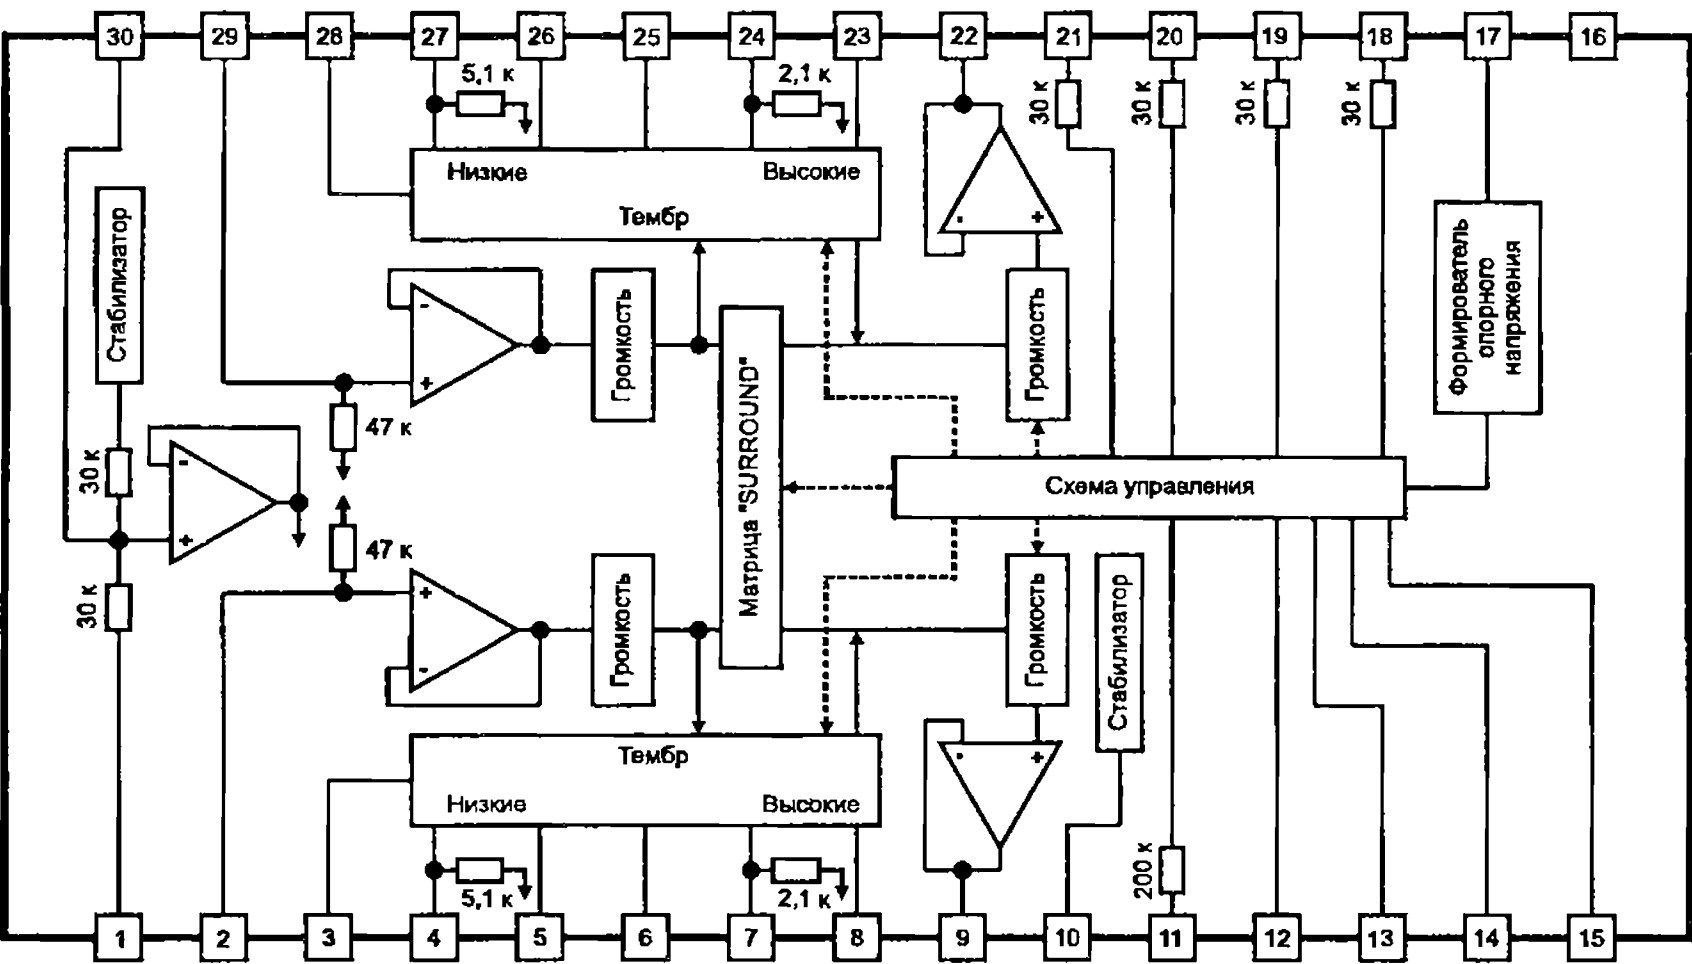 30 29 28 27 26 25 24 23 22 21 20 19 18 17 16
5,1 к
2,1 к
30 к
30 к
30 к
30 к
Низкие
Высокие
Тембр
-
+
Стабилизатор
Формирователь
опорного
напряжения
-
+
Громкость
Громкость
47 к
Матрица "SURROUND"
30 к
-
+
Схема управления
47 к
30 к
+
-
Громкость
Громкость
Стабилизатор
Тембр
Низкие
Высокие
-
+
5,1 к
2,1 к
200 к
1 2 3 4 5 6 7 8 9 10 11 12 13 14 15